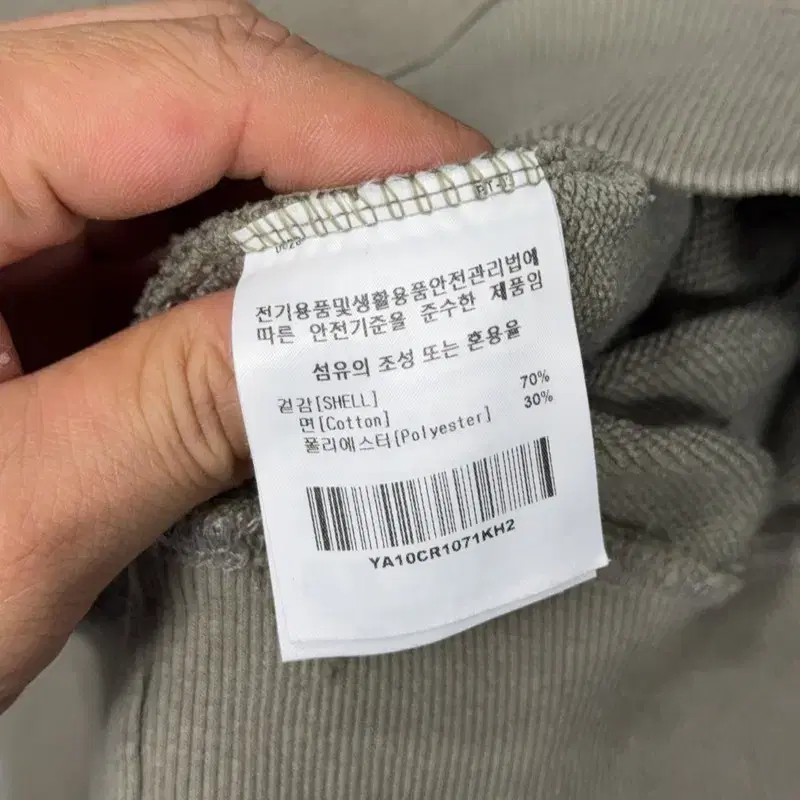 전기용품및생활용품안전관리법에
따른 안전기준을 준수한 제품임
섬유의 조성 또는 혼용율
겉감[SHELL]
면[Cotton] 70%
폴리에스터[Polyester] 30%
YA10CR1071KH2